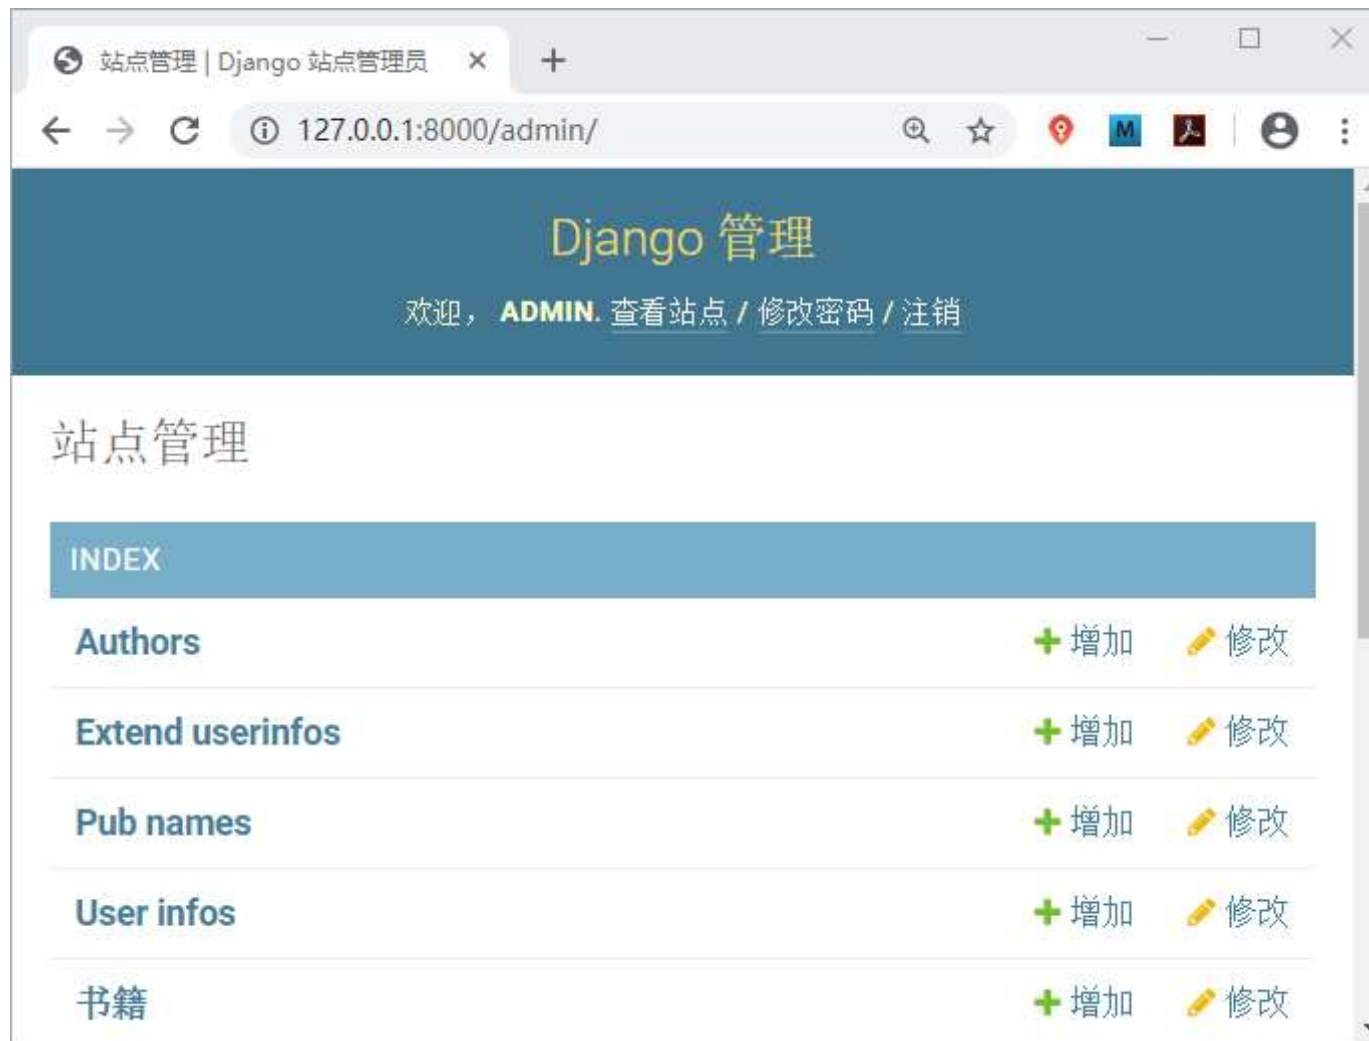 站点管理 | Django 站点管理员
127.0.0.1:8000/admin/
M
Django 管理
欢迎， ADMIN. 查看站点 / 修改密码 / 注销
站点管理
INDEX
Authors 增加 修改
Extend userinfos 增加 修改
Pub names 增加 修改
User infos 增加 修改
书籍 增加 修改